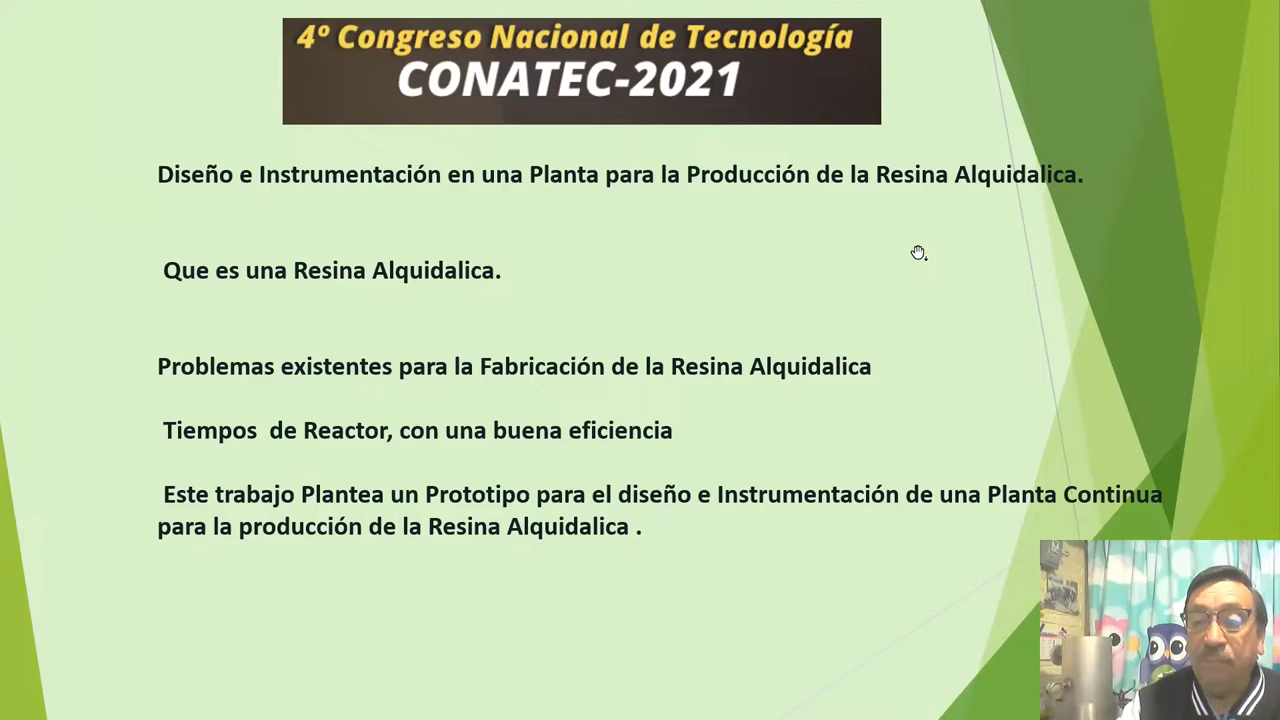 4º Congreso Nacional de Tecnología
CONATEC-2021
Diseño e Instrumentación en una Planta para la Producción de la Resina Alquidalica.
Que es una Resina Alquidalica.
Problemas existentes para la Fabricación de la Resina Alquidalica
Tiempos  de Reactor, con una buena eficiencia
Este trabajo Plantea un Prototipo para el diseño e Instrumentación de una Planta Continua
para la producción de la Resina Alquidalica .